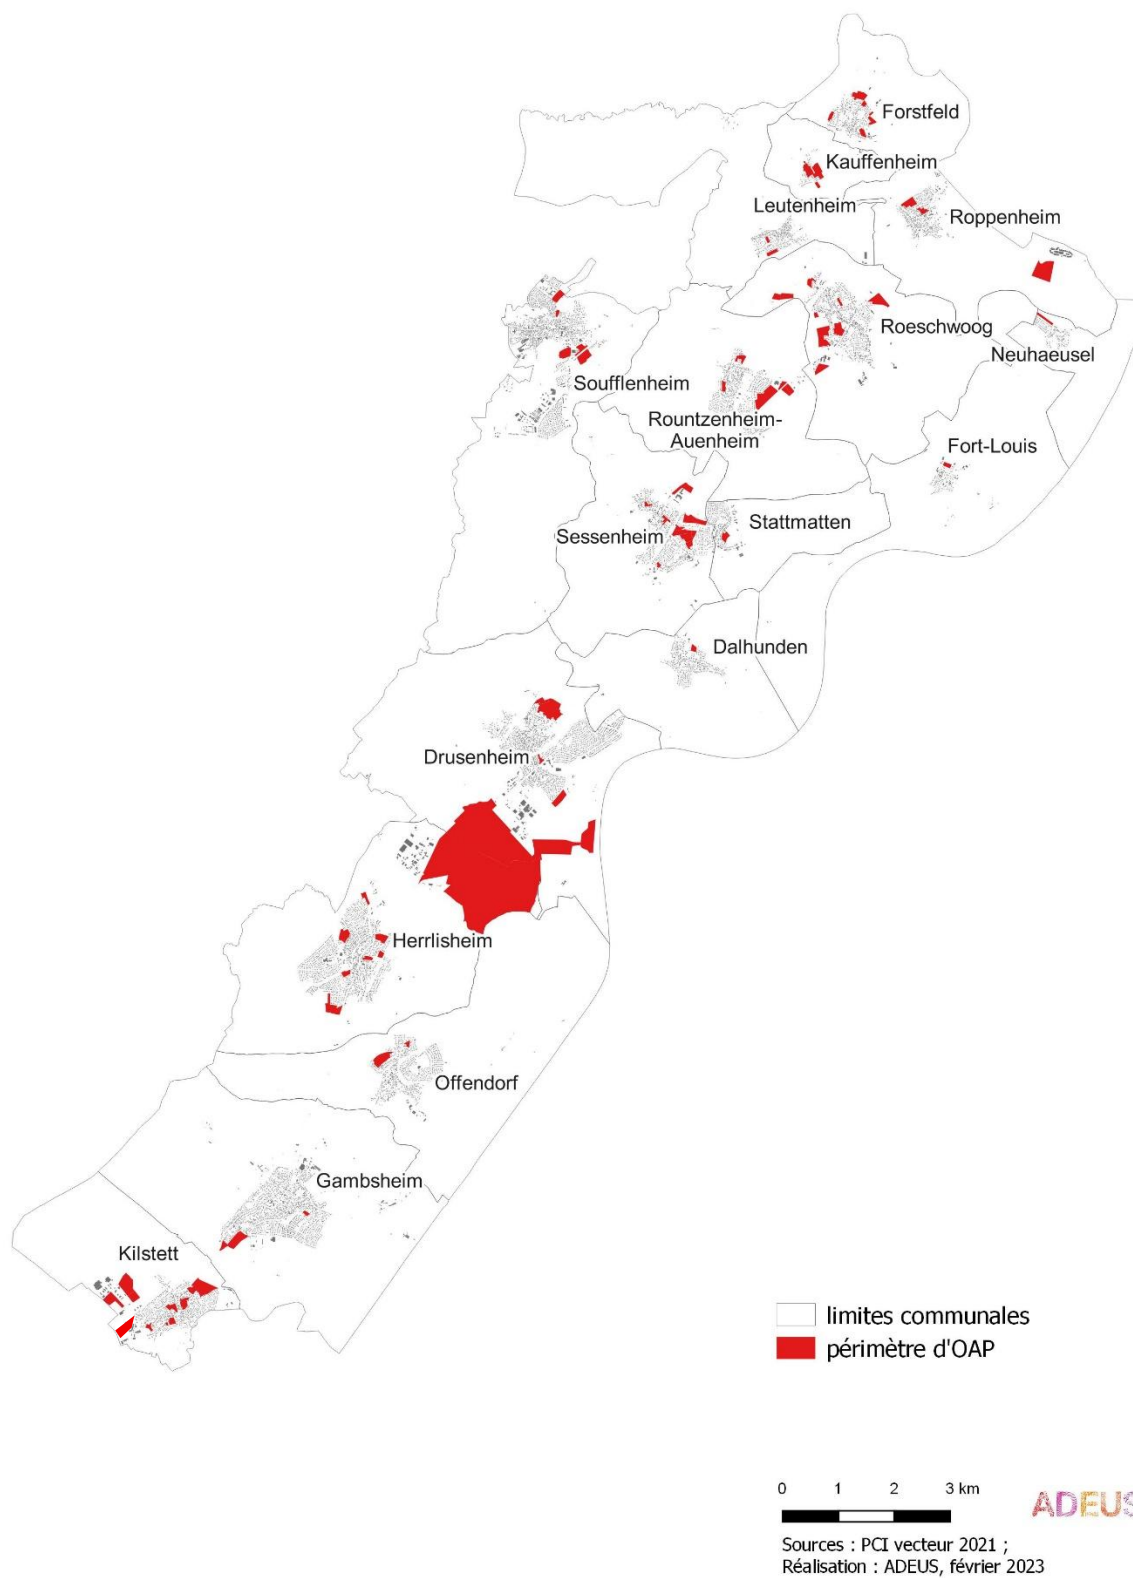 Forstfeld
Kauffenheim
Leutenheim
Roppenheim
Roeschwoog
Neuhaeusel
Soufflenheim
Rountzenheim-
Auenheim
Fort-Louis
Stattmatten
Sessenheim
Dalhunden
Drusenheim
Herrlisheim
Offendorf
Gambsheim
Kilstett
limites communales
périmètre d'OAP
0 1 2 3 km
ADEUS
Sources : PCI vecteur 2021 ;
Réalisation : ADEUS, février 2023